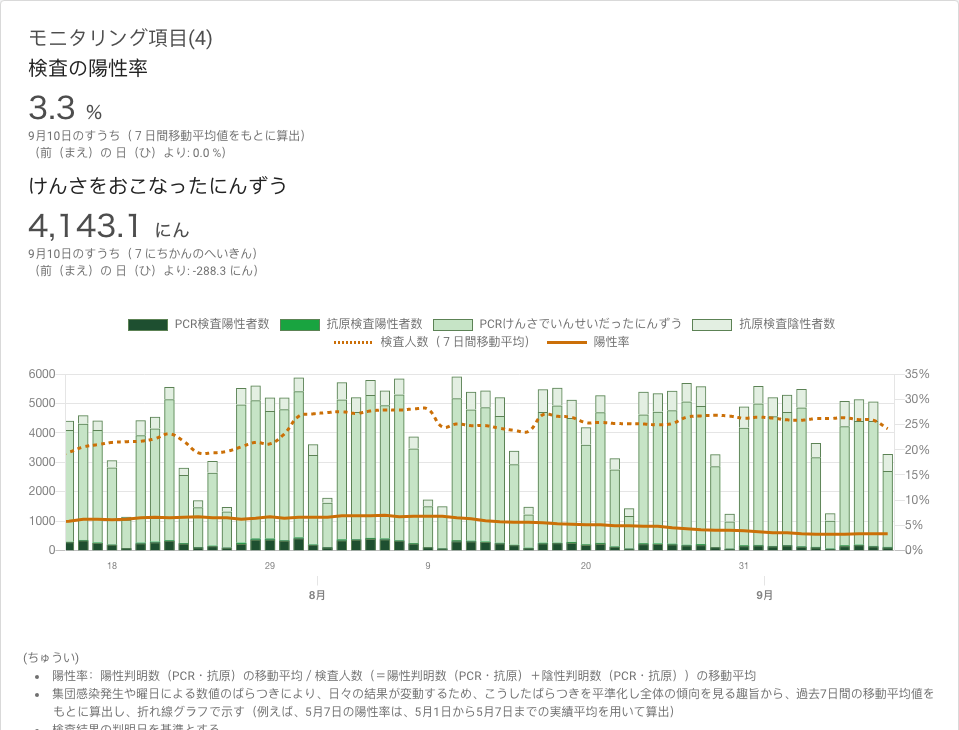 モニタリング項目(4)
検査の陽性率
3.3 %
9月10日のすうち（７日間移動平均値をもとに算出）
（前（まえ）の 日（ひ）より: 0.0 %）
けんさをおこなったにんずう
4,143.1 にん
9月10日のすうち（７にちかんのへいきん）
（前（まえ）の 日（ひ）より: -288.3 にん）
PCR検査陽性者数 抗原検査陽性者数 PCRけんさでいんせいだったにんずう 抗原検査陰性者数
検査人数（７日間移動平均） 陽性率
6000 35%
5000 30%
4000 25%
3000 20%
2000 15%
1000 10%
0 5%
0%
18 29 9 20 31
8月 9月
(ちゅうい)
• 陽性率：陽性判明数（PCR・抗原）の移動平均 / 検査人数（＝陽性判明数（PCR・抗原）＋陰性判明数（PCR・抗原））の移動平均
• 集団感染発生や曜日による数値のばらつきにより、日々の結果が変動するため、こうしたばらつきを平準化し全体の傾向を見る趣旨から、過去7日間の移動平均値を
もとに算出し、折れ線グラフで示す（例えば、5月7日の陽性率は、5月1日から5月7日までの実績平均を用いて算出）
• 検査結果の判明日を基準とする